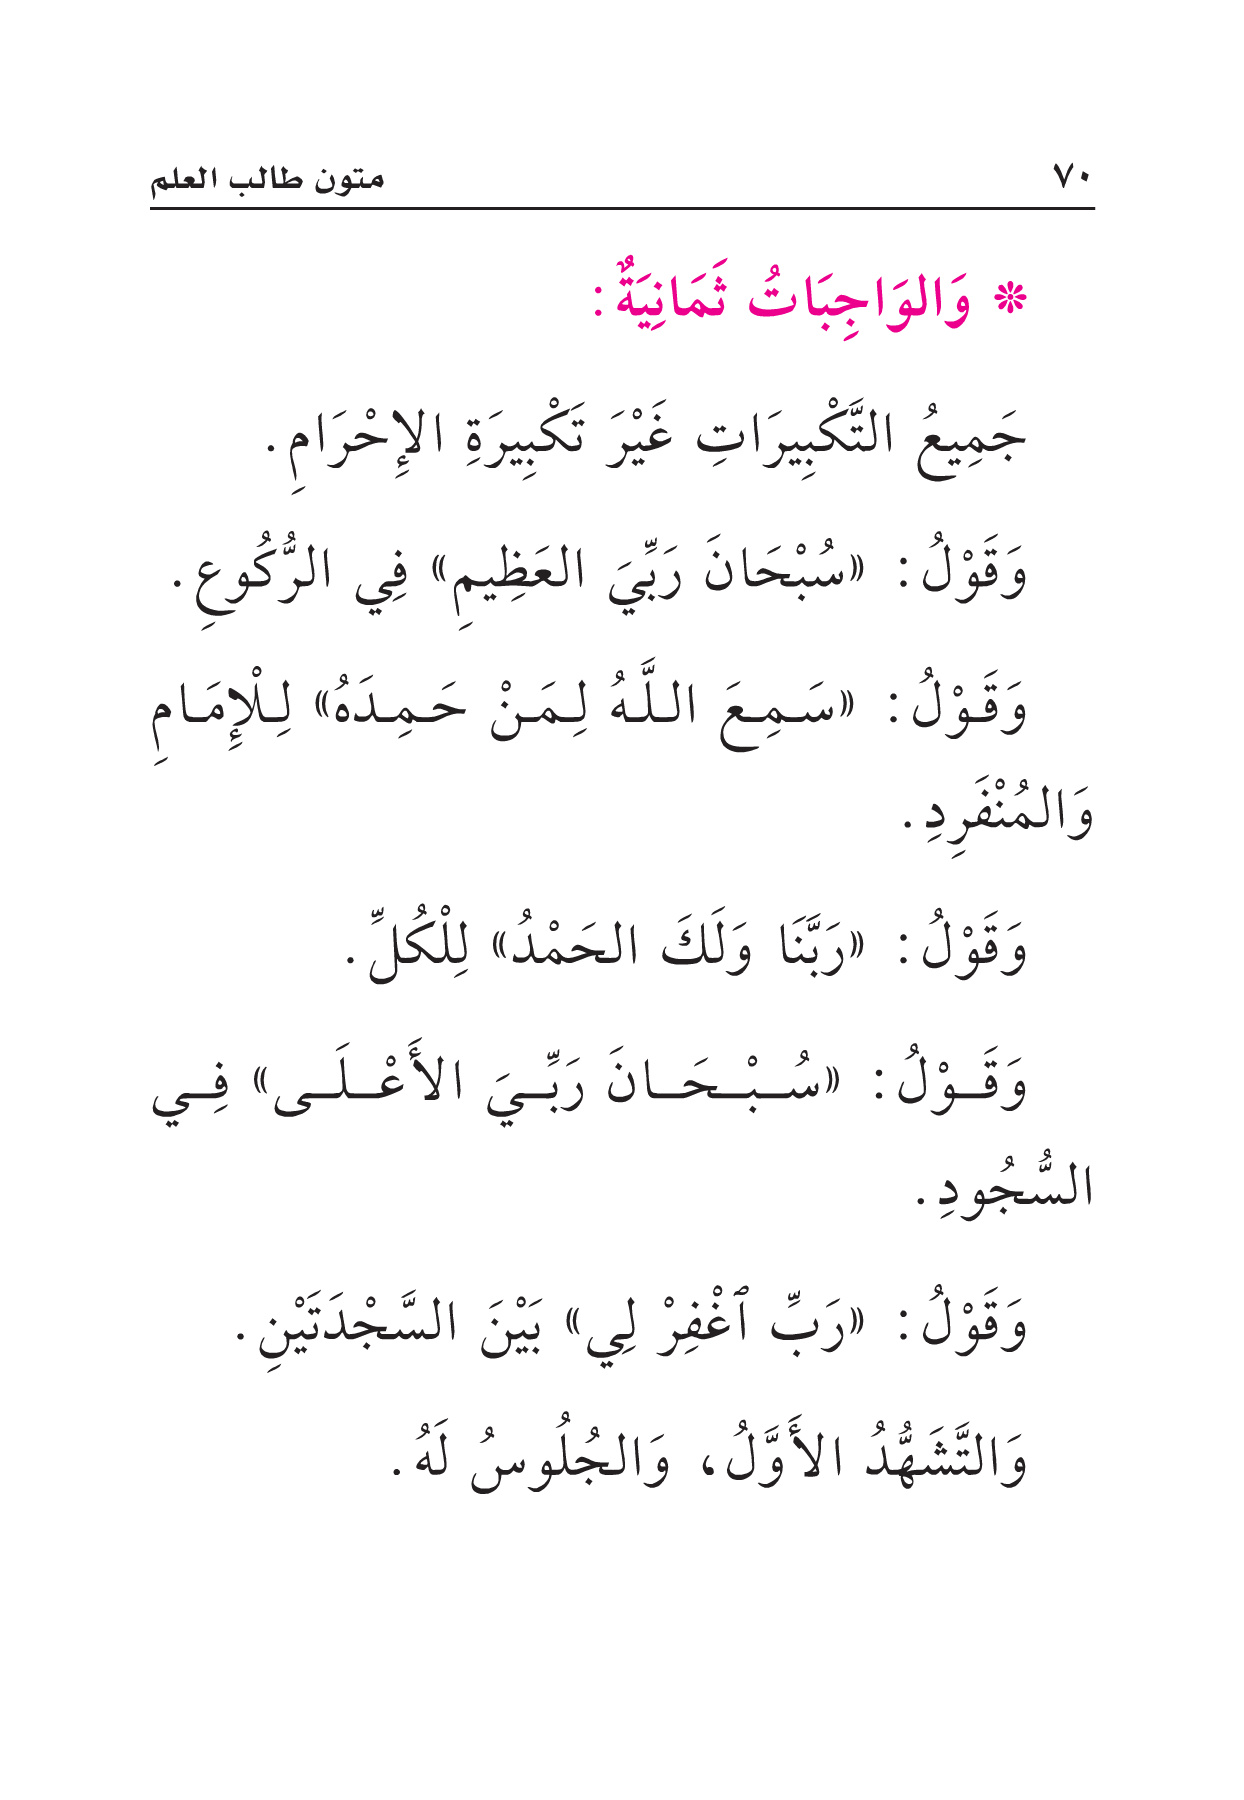 ٧٠
متون طالب العلم
❊ وَالوَاجِبَاتُ ثَمَانِيَةٌ:
جَمِيعُ التَّكْبِيرَاتِ غَيْرَ تَكْبِيرَةِ الإِحْرَامِ.
وَقَوْلُ: «سُبْحَانَ رَبِّيَ العَظِيمِ» فِي الرُّكُوعِ.
وَقَوْلُ: «سَمِعَ اللَّهُ لِمَنْ حَمِدَهُ» لِلْإِمَامِ
وَالمُنْفَرِدِ.
وَقَوْلُ: «رَبَّنَا وَلَكَ الحَمْدُ» لِلْكُلِّ.
وَقَوْلُ: «سُبْحَانَ رَبِّيَ الأَعْلَى» فِي
السُّجُودِ.
وَقَوْلُ: «رَبِّ ٱغْفِرْ لِي» بَيْنَ السَّجْدَتَيْنِ.
وَالتَّشَهُّدُ الأَوَّلُ، وَالجُلُوسُ لَهُ.